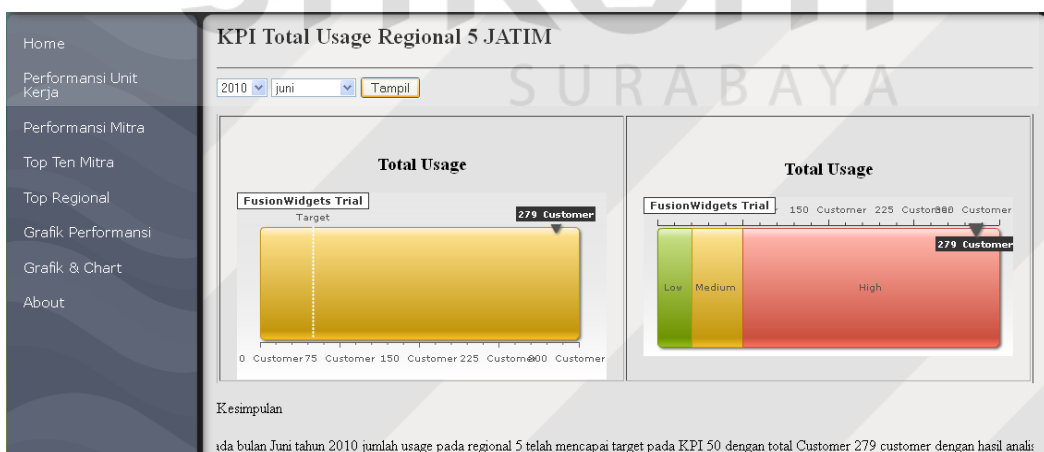 SURABAYA
Home
Performansi Unit
Kerja
Performansi Mitra
Top Ten Mitra
Top Regional
Grafik Performansi
Grafik & Chart
About
KPI Total Usage Regional 5 JATIM
2010 juni Tampil
Total Usage
FusionWidgets Trial
Target
279 Customer
0 Customer 75 Customer 150 Customer 225 Customer 300 Customer
Total Usage
FusionWidgets Trial
150 Customer 225 Customer 300 Customer
279 Customer
Low Medium High
Kesimpulan
bulan Juni tahun 2010 jumlah usage pada regional 5 telah mencapai target pada KPI 50 dengan total Customer 279 customer dengan hasil